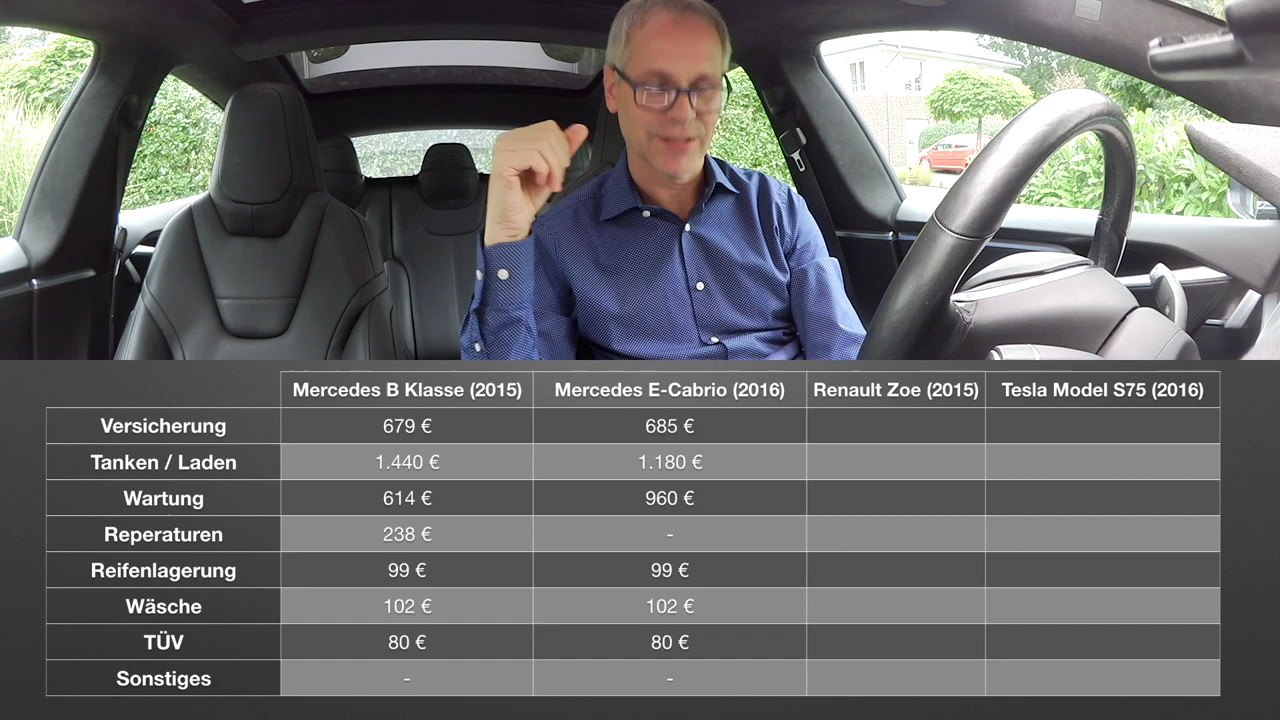 Mercedes B Klasse (2015) Mercedes E-Cabrio (2016) Renault Zoe (2015) Tesla Model S75 (2016)
Versicherung 679 € 685 €
Tanken / Laden 1.440 € 1.180 €
Wartung 614 € 960 €
Reperaturen 238 € -
Reifenlagerung 99 € 99 €
Wäsche 102 € 102 €
TÜV 80 € 80 €
Sonstiges - -